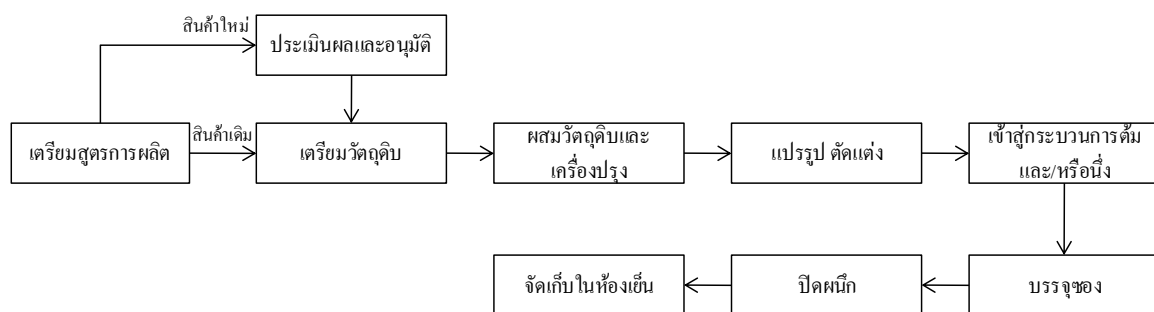 สินค้าใหม่
ประเมินผลและอนุมัติ
เตรียมสูตรการผลิต
สินค้าเดิม
เตรียมวัตถุดิบ
ผสมวัตถุดิบและ
เครื่องปรุง
แปรรูป ตัดแต่ง
เข้าสู่กระบวนการต้ม
และ/หรือนึ่ง
จัดเก็บในห้องเย็น
ปิดผนึก
บรรจุซอง